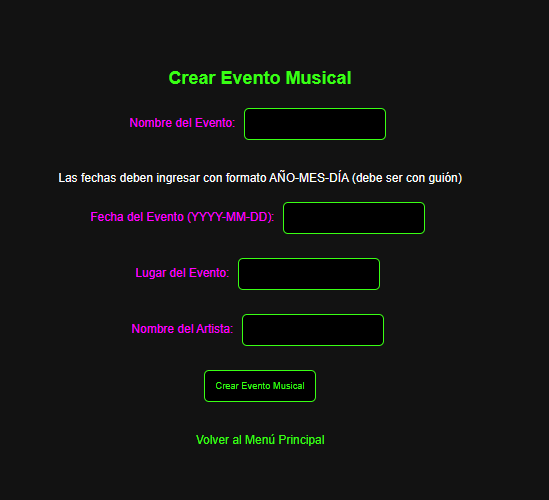 Crear Evento Musical
Nombre del Evento:
Las fechas deben ingresar con formato AÑO-MES-DÍA (debe ser con guión)
Fecha del Evento (YYYY-MM-DD):
Lugar del Evento:
Nombre del Artista:
Crear Evento Musical
Volver al Menú Principal